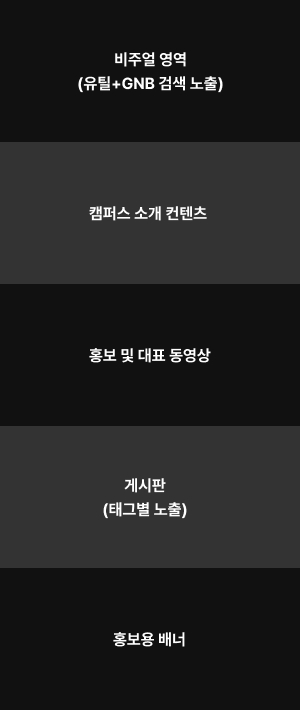 비주얼 영역
(유틸+GNB 검색 노출)
캠퍼스 소개 컨텐츠
홍보 및 대표 동영상
게시판
(태그별 노출)
홍보용 배너